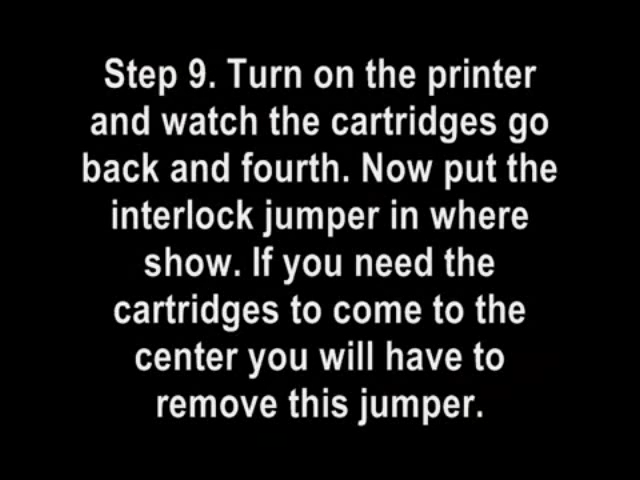 Step 9. Turn on the printer
and watch the cartridges go
back and fourth. Now put the
interlock jumper in where
show. If you need the
cartridges to come to the
center you will have to
remove this jumper.